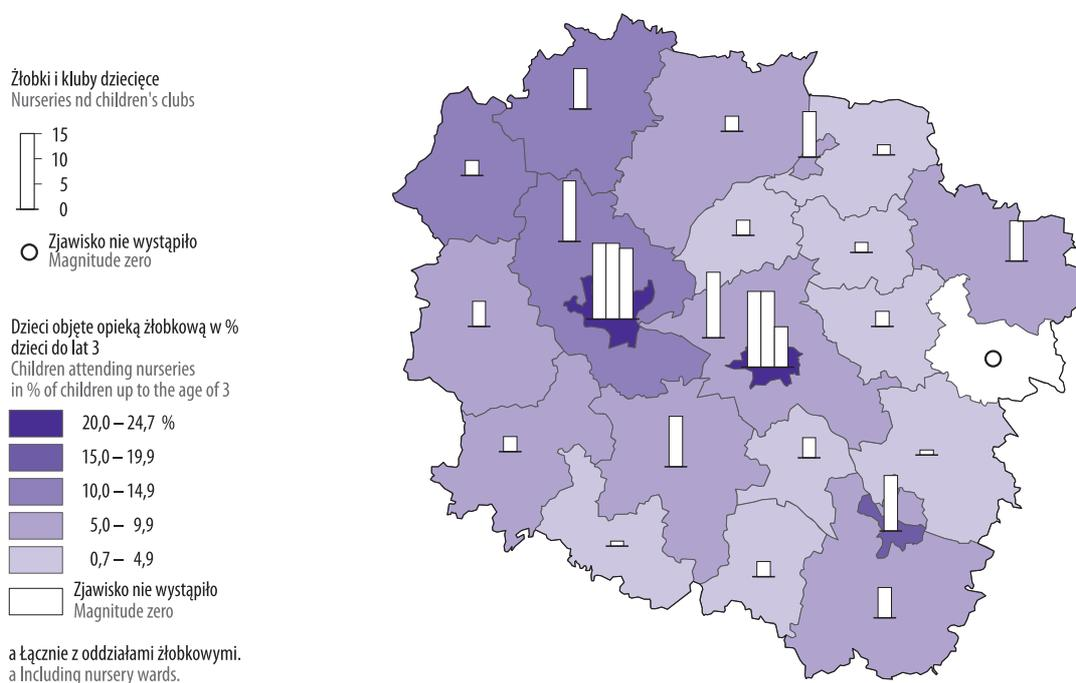 Żłobki i kluby dziecięce
Nurseries nd children's clubs
15
10
5
0
Zjawisko nie wystąpiło
Magnitude zero
Dzieci objęte opieką żłobkową w %
dzieci do lat 3
Children attending nurseries
in % of children up to the age of 3
20,0 – 24,7 %
15,0 – 19,9
10,0 – 14,9
5,0 – 9,9
0,7 – 4,9
Zjawisko nie wystąpiło
Magnitude zero
a Łącznie z oddziałami żłobkowymi.
a Including nursery wards.